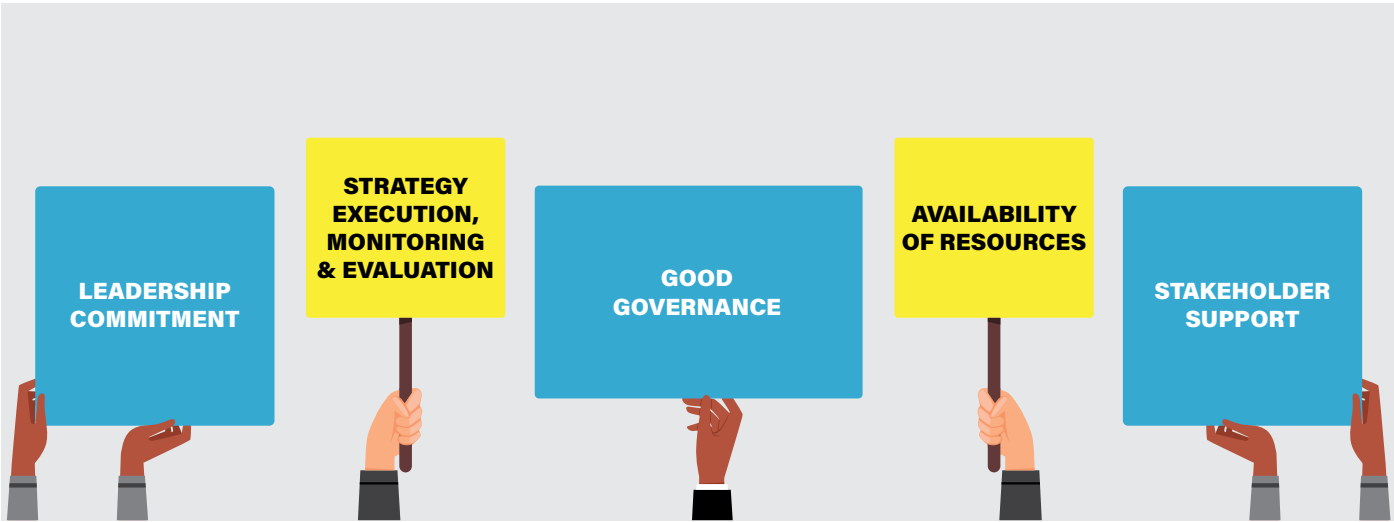 LEADERSHIP
COMMITMENT
STRATEGY
EXECUTION,
MONITORING
& EVALUATION
GOOD
GOVERNANCE
AVAILABILITY
OF RESOURCES
STAKEHOLDER
SUPPORT